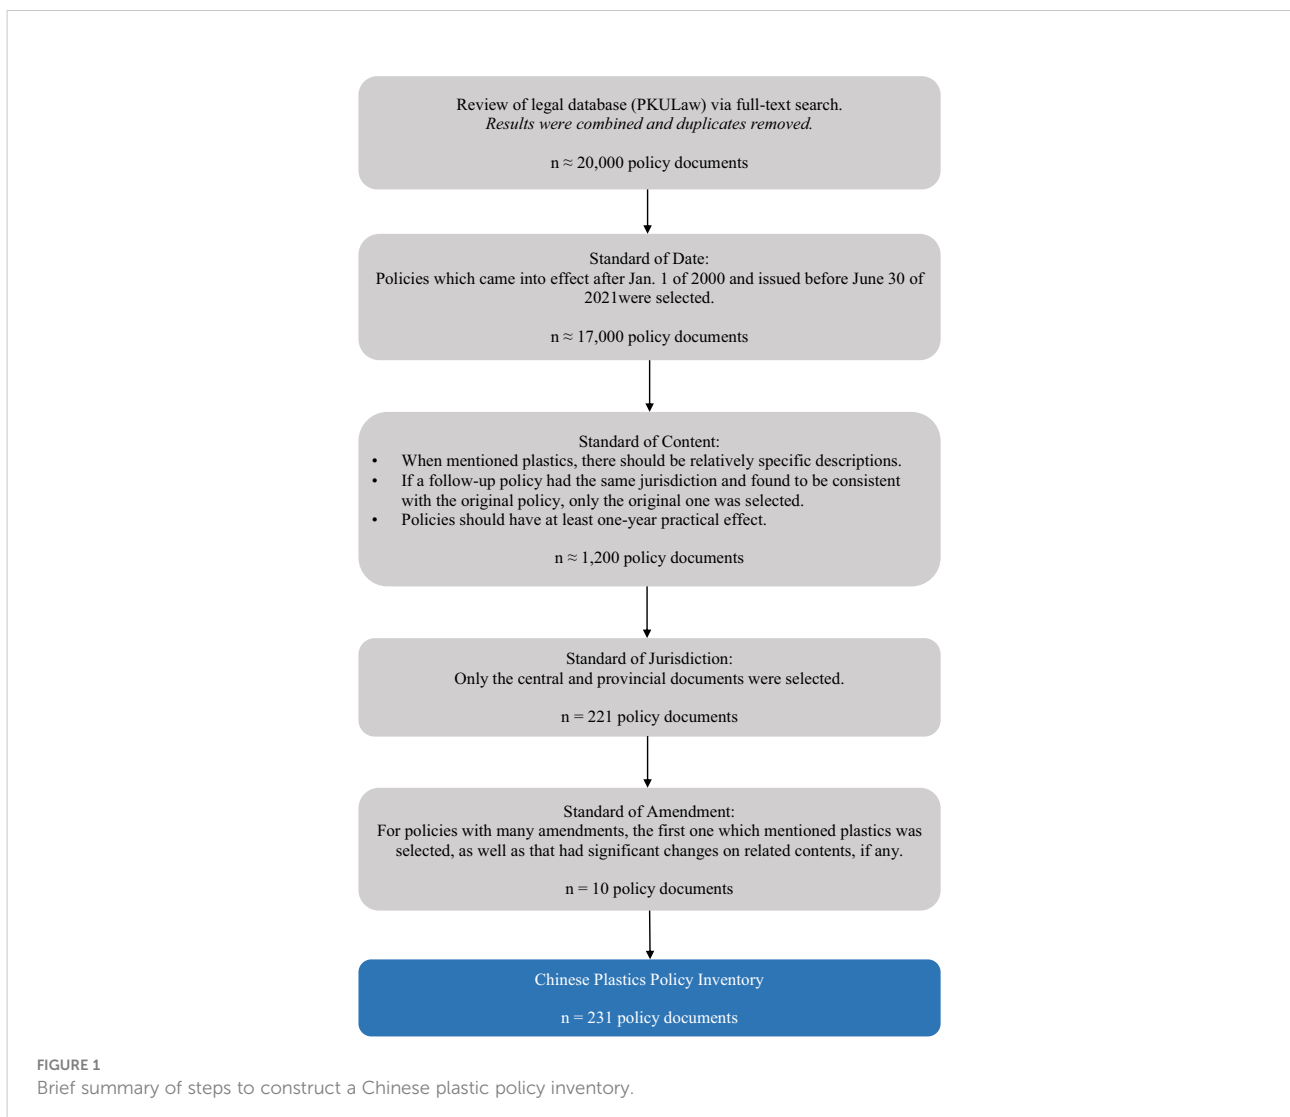 Review of legal database (PKULaw) via full-text search.
Results were combined and duplicates removed.
n ≈ 20,000 policy documents
Standard of Date:
Policies which came into effect after Jan. 1 of 2000 and issued before June 30 of
2021were selected.
n ≈ 17,000 policy documents
Standard of Content:
• When mentioned plastics, there should be relatively specific descriptions.
• If a follow-up policy had the same jurisdiction and found to be consistent
with the original policy, only the original one was selected.
• Policies should have at least one-year practical effect.
n ≈ 1,200 policy documents
Standard of Jurisdiction:
Only the central and provincial documents were selected.
n = 221 policy documents
Standard of Amendment:
For policies with many amendments, the first one which mentioned plastics was
selected, as well as that had significant changes on related contents, if any.
n = 10 policy documents
Chinese Plastics Policy Inventory
n = 231 policy documents
FIGURE 1
Brief summary of steps to construct a Chinese plastic policy inventory.